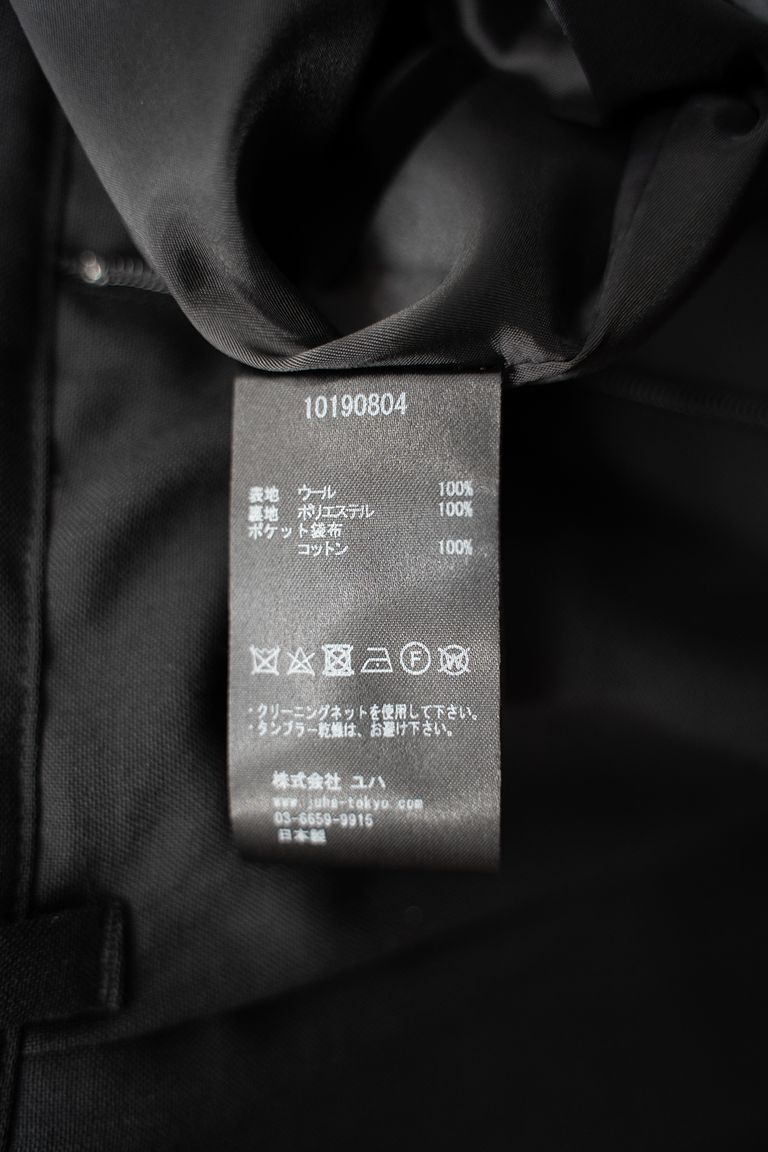 10190804
表地 ウール 100%
裏地 ポリエステル 100%
ポケット袋布
コットン 100%
F W
・クリーニングネットを使用して下さい。
・タンブラー乾燥は、お避け下さい。
株式会社 ユハ
www.juha-tokyo.com
03-6659-9915
日本製